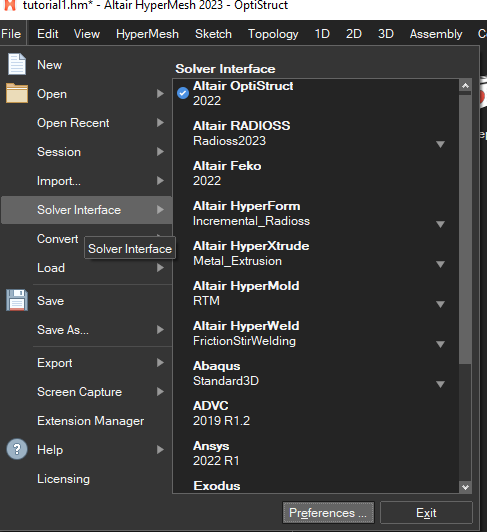 tutorial1.hm* - Altair HyperMesh 2023 - OptiStruct
File Edit View HyperMesh Sketch Topology 1D 2D 3D Assembly
New
Open
Open Recent
Session
Import...
Solver Interface
Convert
Solver Interface
Load
Save
Save As...
Export
Screen Capture
Extension Manager
Help
Licensing
Solver Interface
Altair OptiStruct
2022
Altair RADIOSS
Radioss2023
Altair Feko
2022
Altair HyperForm
Incremental_Radioss
Altair HyperXtrude
Metal_Extrusion
Altair HyperMold
RTM
Altair HyperWeld
FrictionStirWelding
Abaqus
Standard3D
ADVC
2019 R1.2
Ansys
2022 R1
Exodus
Preferences ... Exit